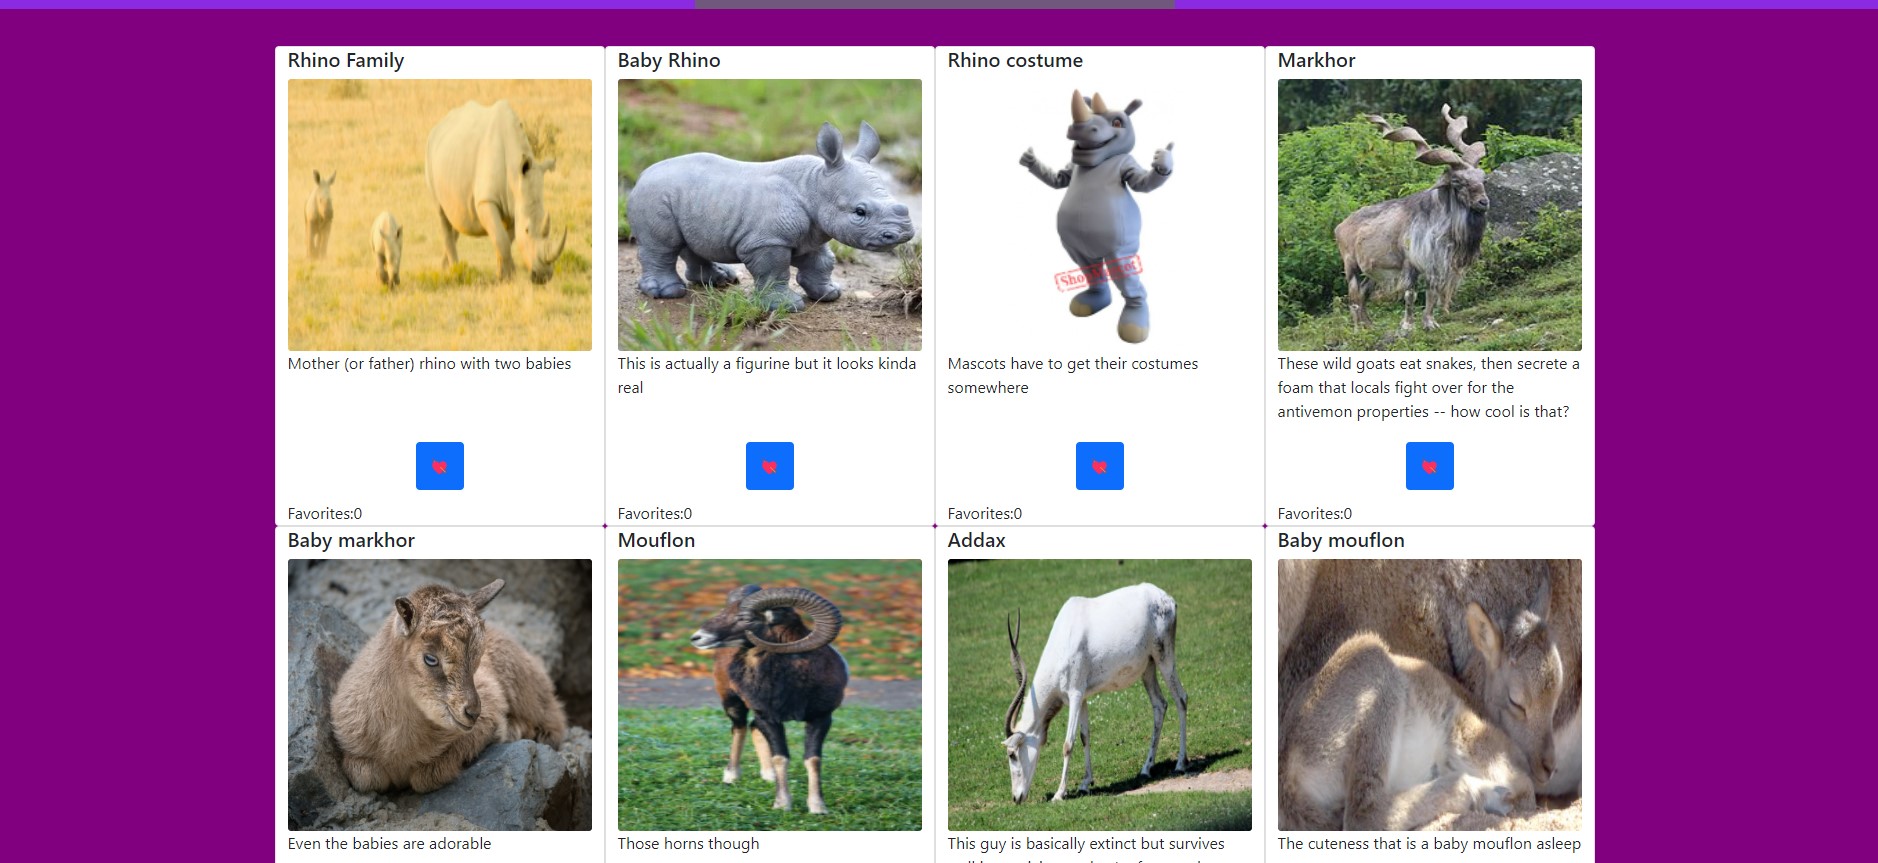 Rhino Family
Baby Rhino
Rhino costume
Markhor
Mother (or father) rhino with two babies
This is actually a figurine but it looks kinda
real
Mascots have to get their costumes
somewhere
These wild goats eat snakes, then secrete a
foam that locals fight over for the
antivemon properties -- how cool is that?
Favorites:0
Favorites:0
Favorites:0
Favorites:0
Baby markhor
Mouflon
Addax
Baby mouflon
Even the babies are adorable
Those horns though
This guy is basically extinct but survives
The cuteness that is a baby mouflon asleep